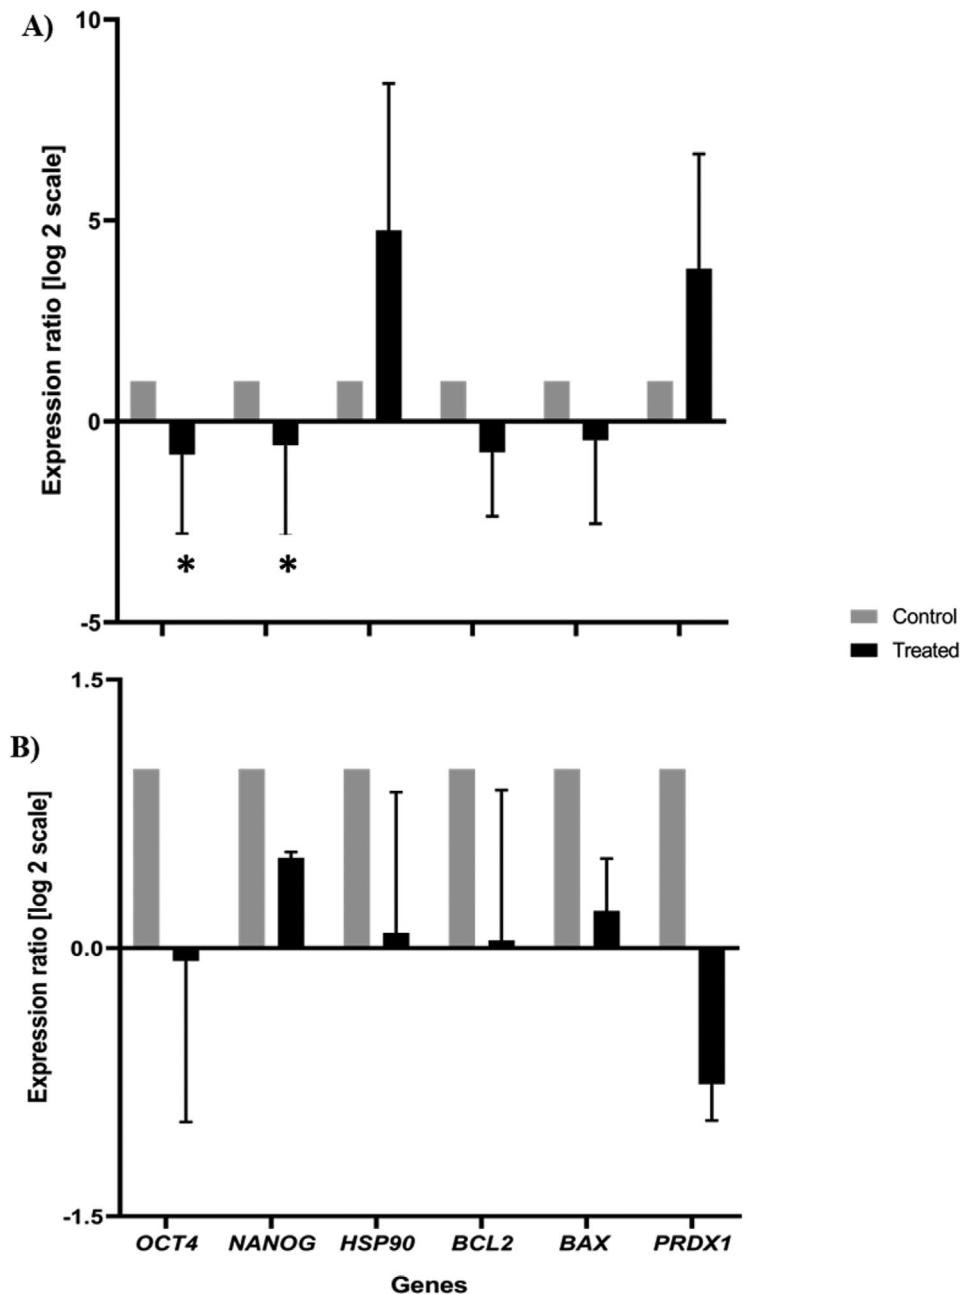 A)
Expression ratio [log 2 scale]
10
5
0
-5
* *
Control
Treated
B)
Expression ratio [log 2 scale]
1.5
0.0
-1.5
OCT4 NANOG HSP90 BCL2 BAX PRDX1
Genes